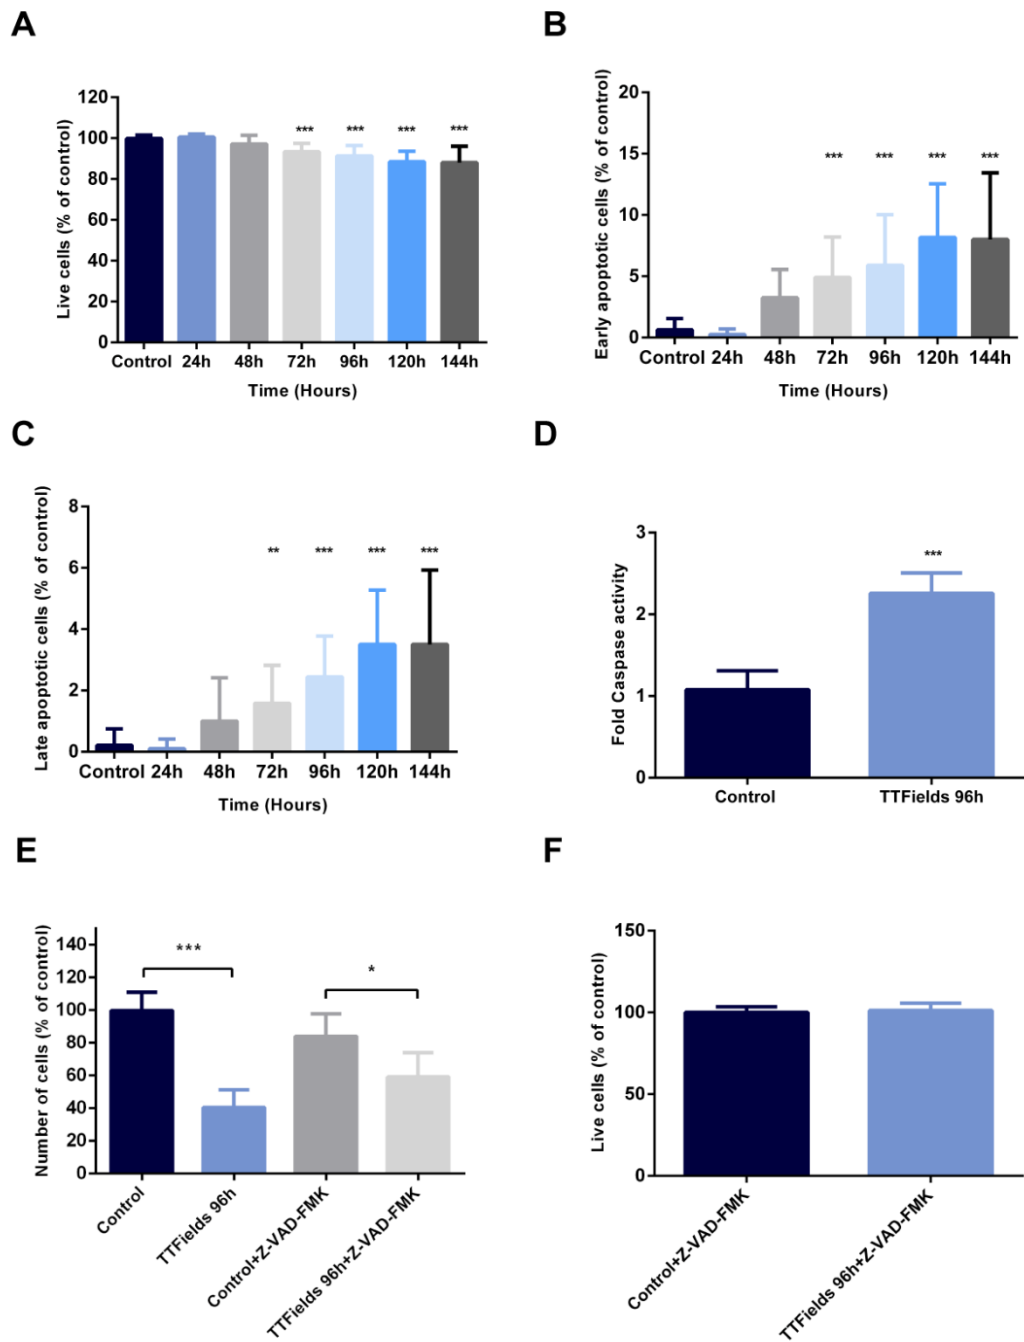 A
Live cells (% of control)
120
100
80
60
40
20
0
*** *** *** ***
Control 24h 48h 72h 96h 120h 144h
Time (Hours)
B
Early apoptotic cells (% of control)
20
15
10
5
0
*** *** *** ***
Control 24h 48h 72h 96h 120h 144h
Time (Hours)
C
Late apoptotic cells (% of control)
8
6
4
2
0
** *** *** ***
Control 24h 48h 72h 96h 120h 144h
Time (Hours)
D
Fold Caspase activity
3
2
1
0
***
Control TTFields 96h
E
Number of cells (% of control)
140
120
100
80
60
40
20
0
*** *
Control
TTFields 96h
Control+Z-VAD-FMK
TTFields 96h+Z-VAD-FMK
F
Live cells (% of control)
150
100
50
0
Control+Z-VAD-FMK
TTFields 96h+Z-VAD-FMK